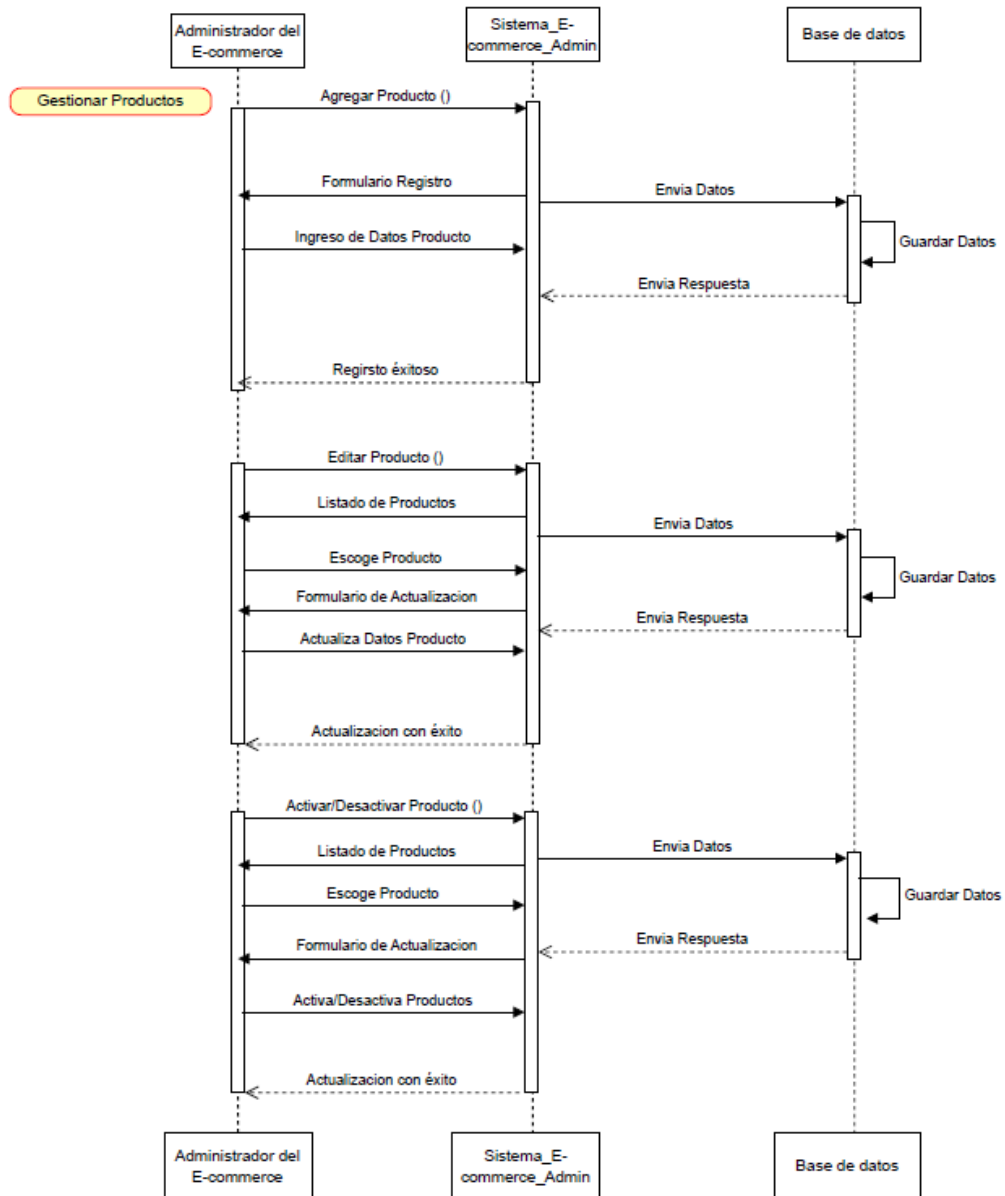 Administrador del
E-commerce
Sistema_E-
commerce_Admin
Base de datos
Gestionar Productos
Agregar Producto ()
Formulario Registro
Envia Datos
Ingreso de Datos Producto
Guardar Datos
Envia Respuesta
Regirsto éxitoso
Editar Producto ()
Listado de Productos
Envia Datos
Escoge Producto
Guardar Datos
Formulario de Actualizacion
Envia Respuesta
Actualiza Datos Producto
Actualizacion con éxito
Activar/Desactivar Producto ()
Listado de Productos
Envia Datos
Escoge Producto
Guardar Datos
Formulario de Actualizacion
Envia Respuesta
Activa/Desactiva Productos
Actualizacion con éxito
Administrador del
E-commerce
Sistema_E-
commerce_Admin
Base de datos